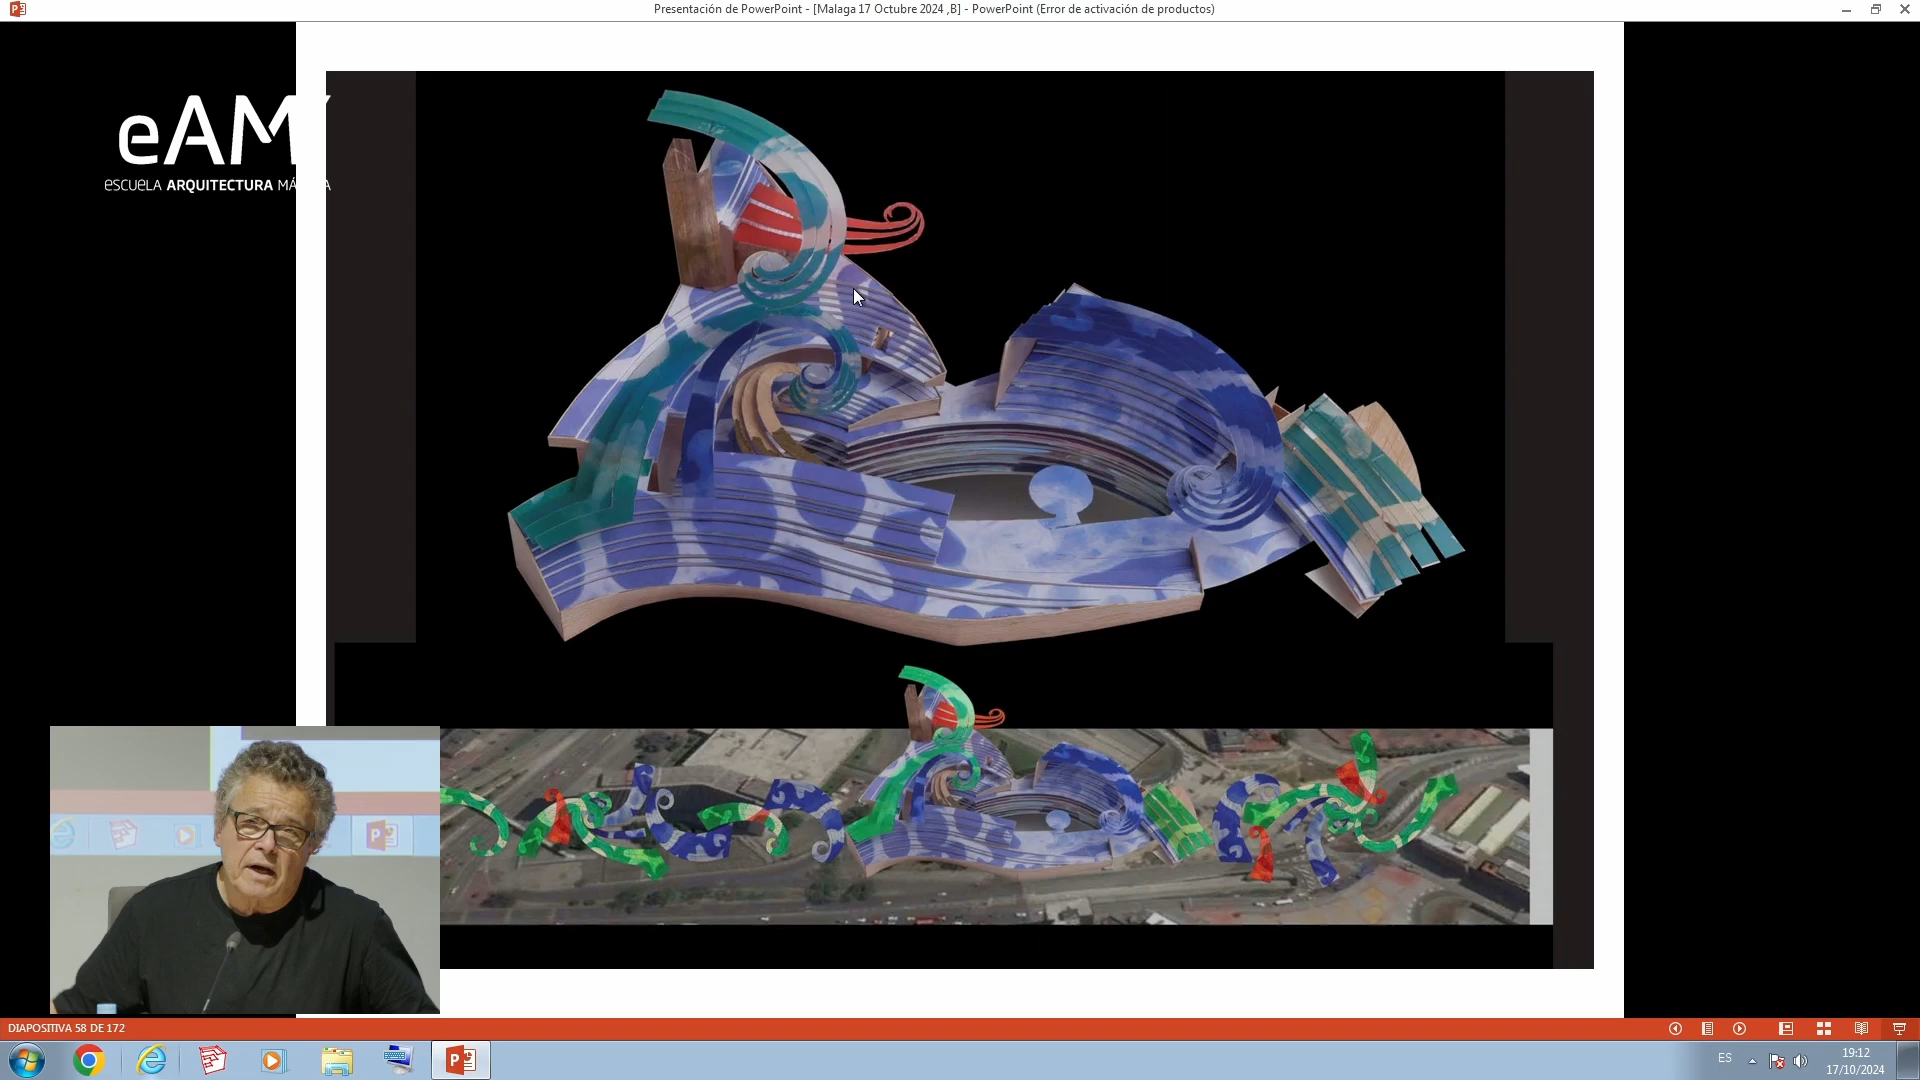 Presentación de PowerPoint - [Malaga 17 Octubre 2024 ,B] - PowerPoint (Error de activación de productos)
eAM
ESCUELA ARQUITECTURA MÁ
DIAPOSITIVA 58 DE 172
ES
19:12
17/10/2024